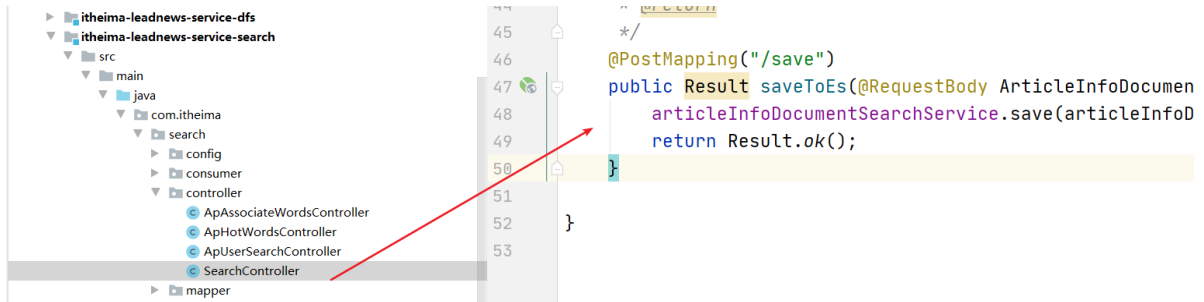 itheima-leadnews-service-dfs
itheima-leadnews-service-search
src
main
java
com.itheima
search
config
consumer
controller
ApAssociateWordsController
ApHotWordsController
ApUserSearchController
SearchController
mapper
44 * @return
45 */
46 @PostMapping("/save")
47 public Result saveToEs(@RequestBody ArticleInfoDocumen
48 articleInfoDocumentSearchService.save(articleInfoD
49 return Result.ok();
50 }
51
52 }
53